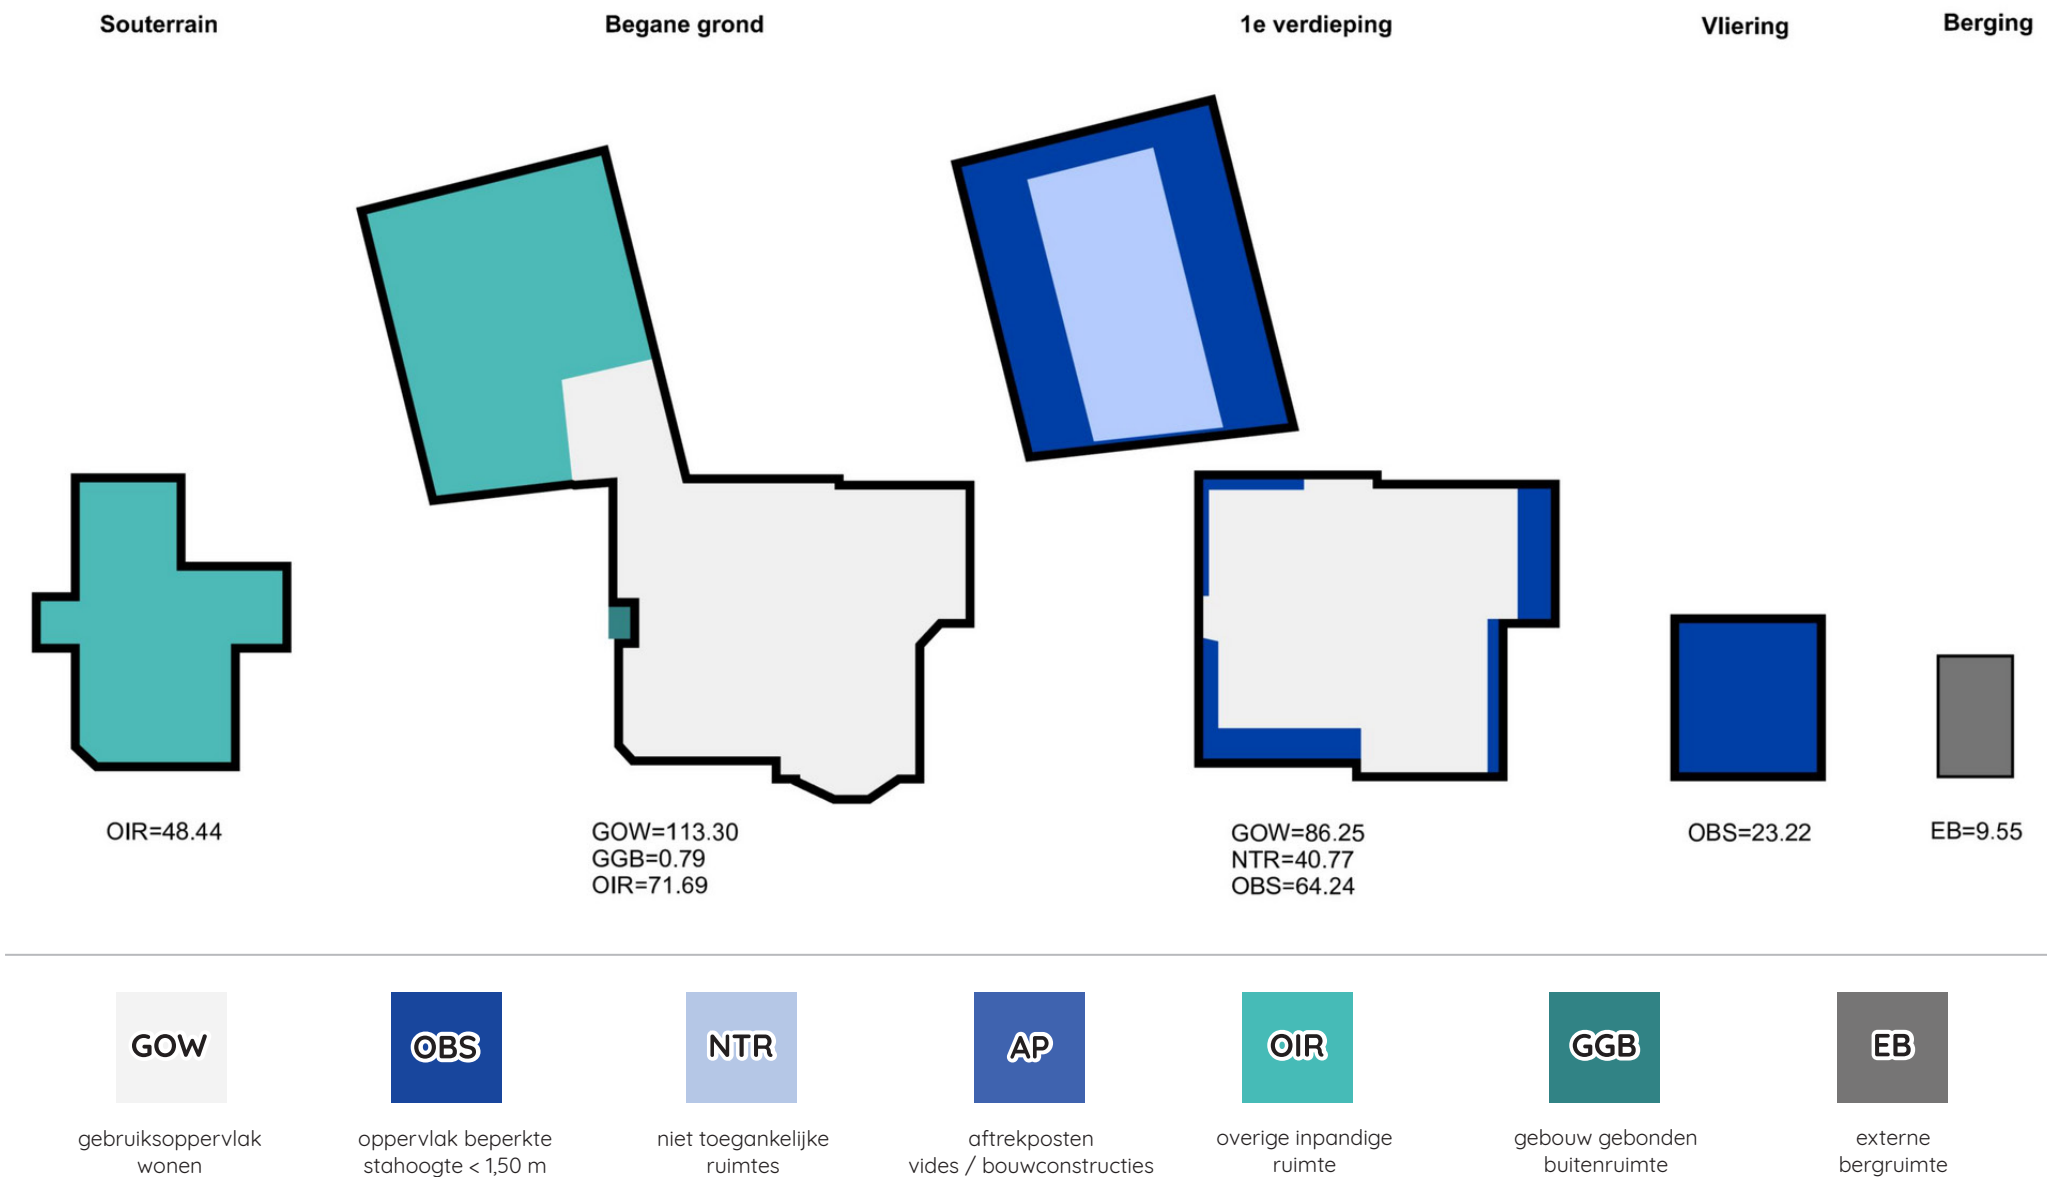 Souterrain
Begane grond
1e verdieping
Vliering
Berging
OIR=48.44
GOW=113.30
GGB=0.79
OIR=71.69
GOW=86.25
NTR=40.77
OBS=64.24
OBS=23.22
EB=9.55
GOW
OBS
NTR
AP
OIR
GGB
EB
gebruiksoppervlak
wonen
oppervlak beperkte
stahoogte < 1,50 m
niet toegankelijke
ruimtes
aftrekposten
vides / bouwconstructies
overige inpandige
ruimte
gebouw gebonden
buitenruimte
externe
bergruimte